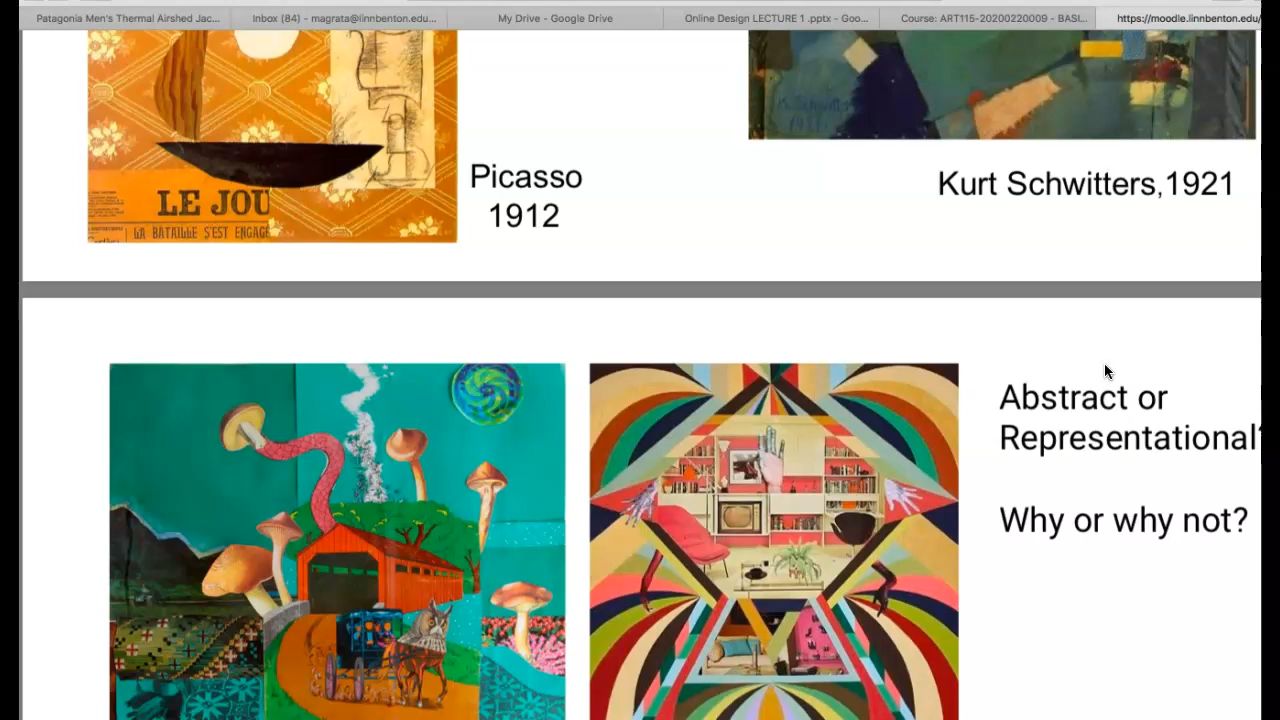 Patagonia Men's Thermal Airshed Jac...
Inbox (84) - magrata@linnbenton.edu...
My Drive - Google Drive
Online Design LECTURE 1 .pptx - Goo...
Course: ART115-20200220009 - BASI...
https://moodle.linnbenton.edu/
LE JOU
LA BATAILLE S'EST ENGAGÉ
Picasso
1912
Kurt Schwitters,1921
Abstract or
Representational?
Why or why not?